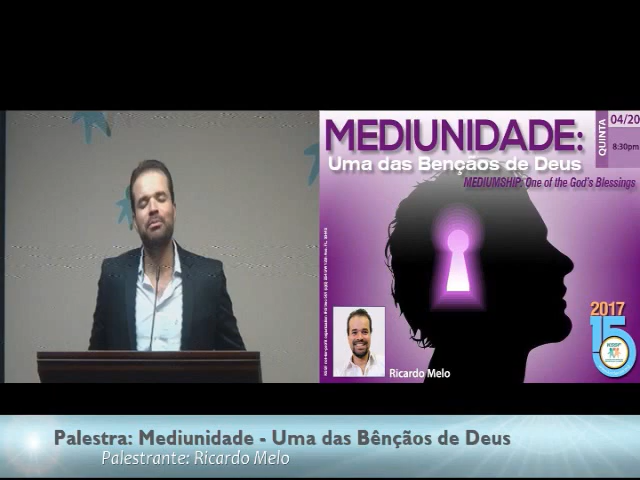 MEDIUNIDADE:
Uma das Bençãos de Deus
MEDIUMSHIP: One of the God's Blessings
QUINTA
04/20
8:30pm
2017
15
Ricardo Melo
Palestra: Mediunidade - Uma das Bênçãos de Deus
Palestrante: Ricardo Melo